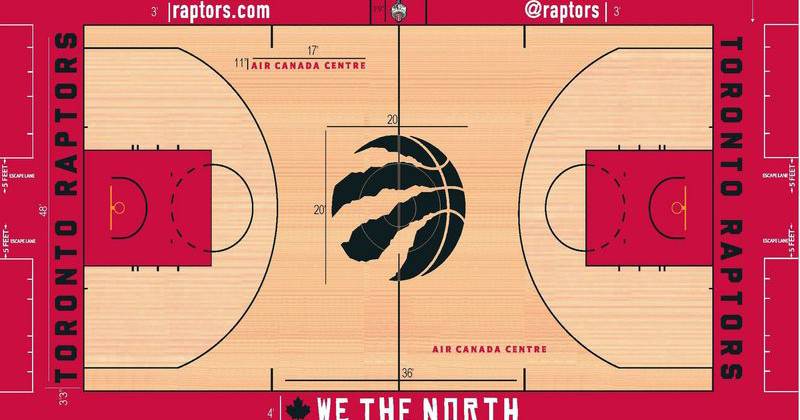 3'
raptors.com
@raptors
3'
17'
11"
AIR CANADA CENTRE
20'
TORONTO RAPTORS
TORONTO RAPTORS
ESCAPE LANE
5 FEET
ESCAPE LANE
5 FEET
48'
20'
ESCAPE LANE
5 FEET
ESCAPE LANE
5 FEET
AIR CANADA CENTRE
36'
3'3"
4'
WE THE NORTH